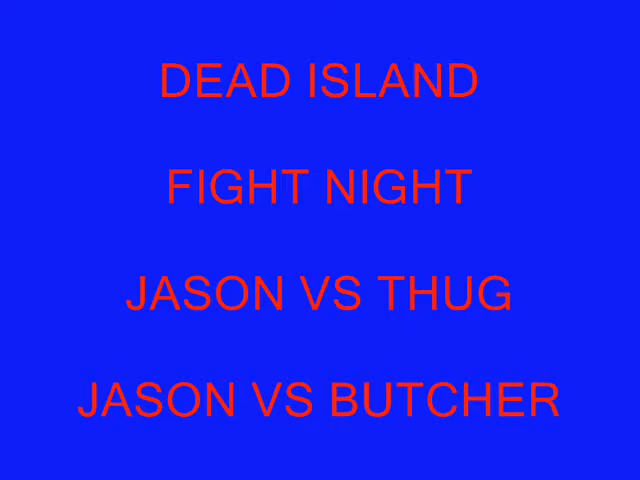 DEAD ISLAND
FIGHT NIGHT
JASON VS THUG
JASON VS BUTCHER